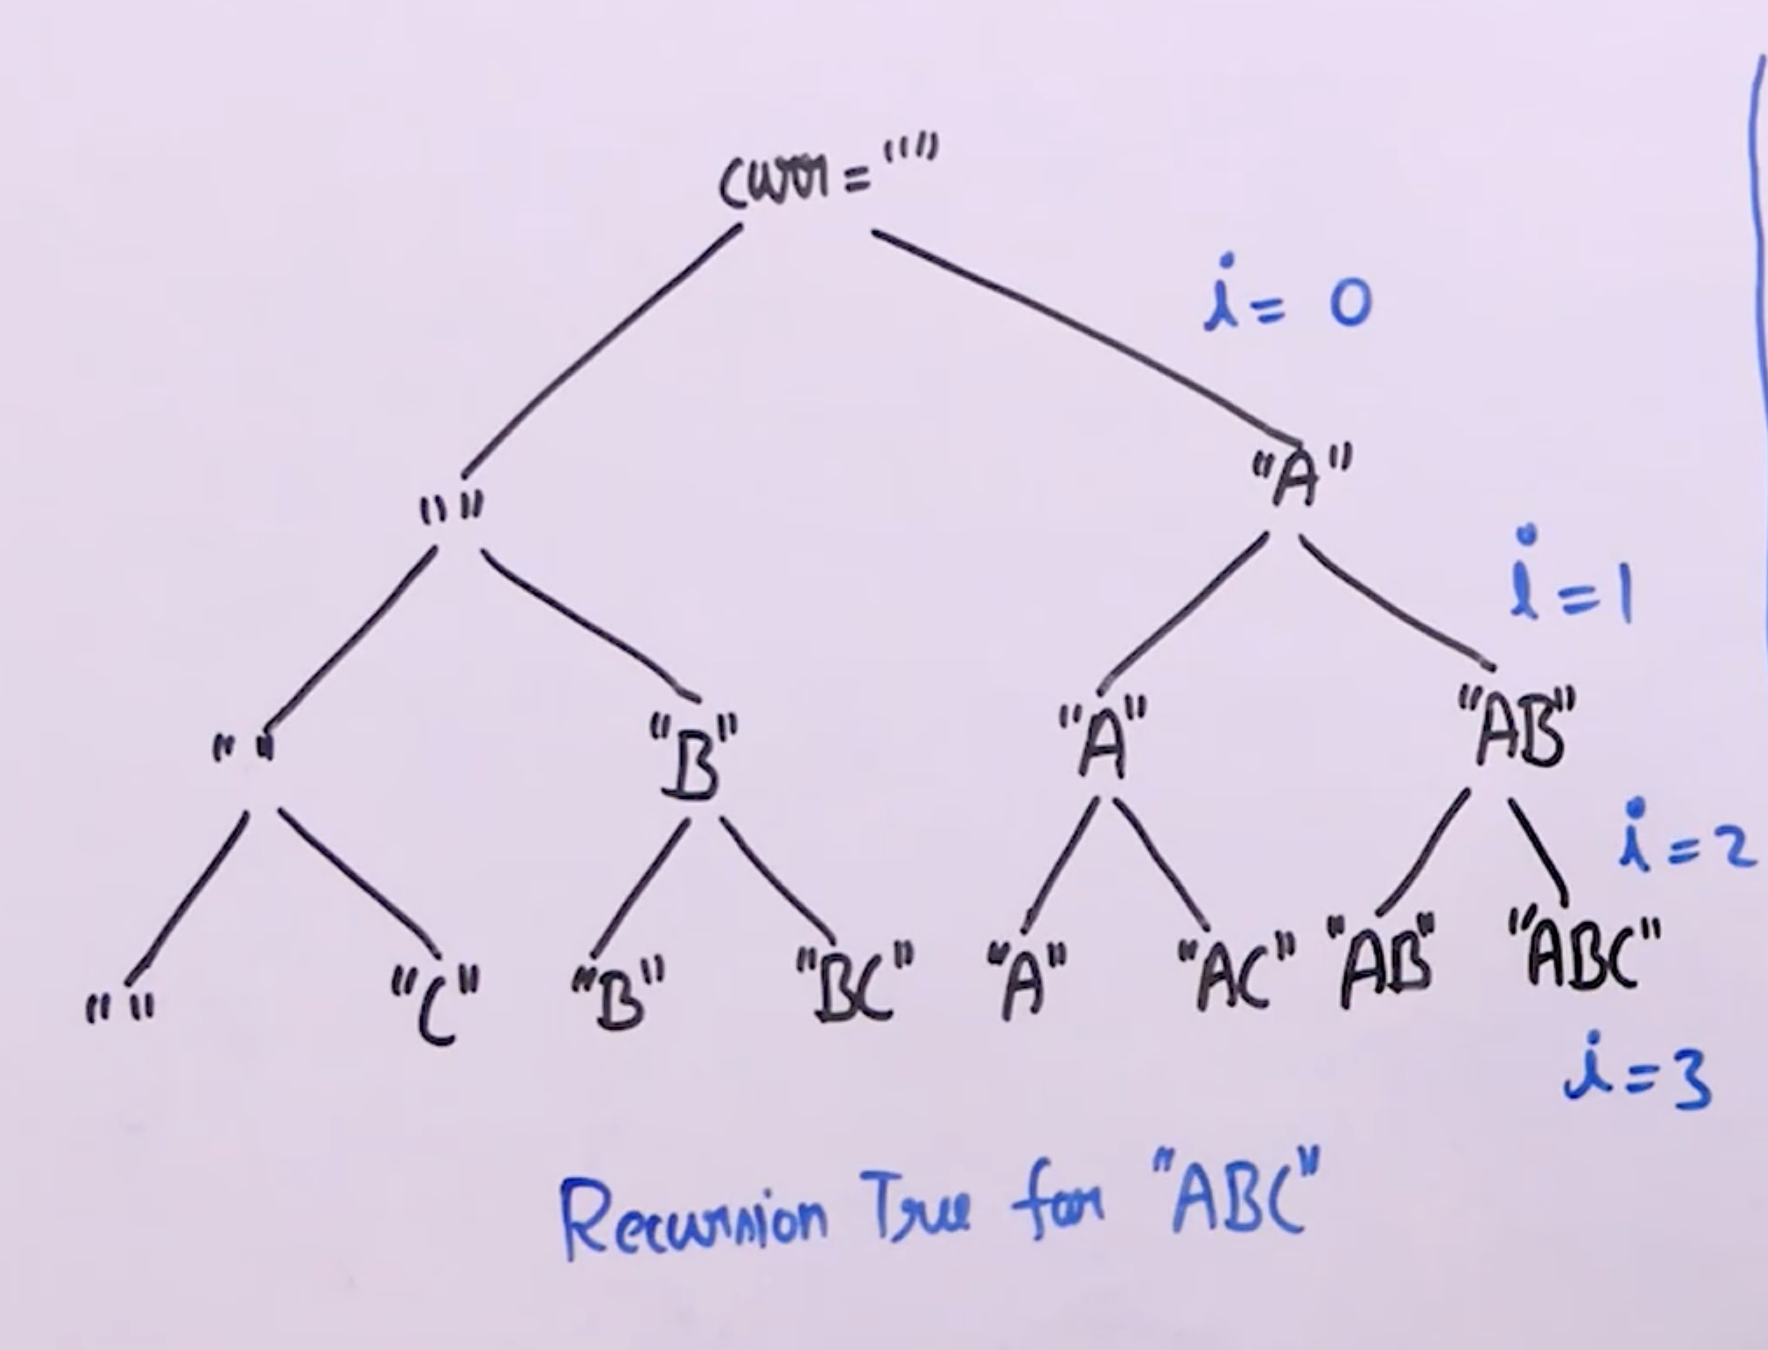 curr = ""
i = 0
"" "A"
i = 1
"" "B" "A" "AB"
i = 2
"" "C" "B" "BC" "A" "AC" "AB" "ABC"
i = 3
Recursion Tree for "ABC"